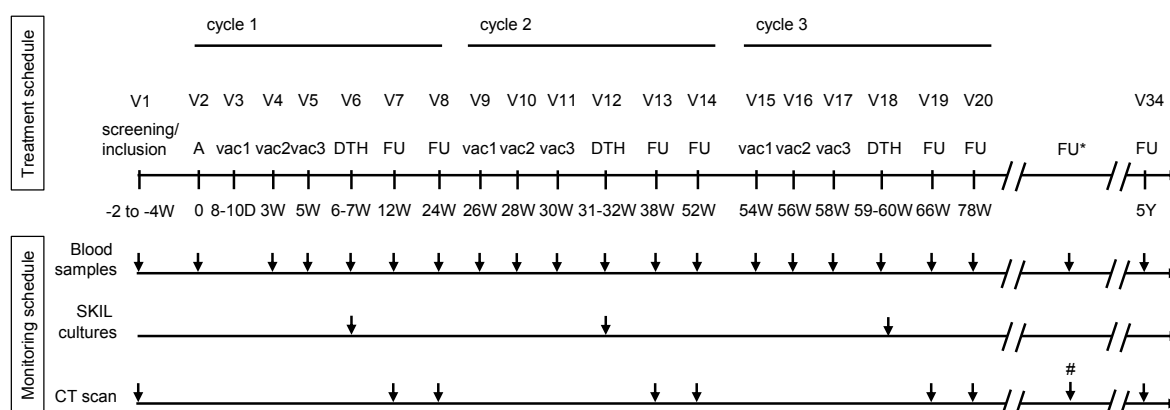 Treatment schedule
cycle 1 cycle 2 cycle 3
V1 V2 V3 V4 V5 V6 V7 V8 V9 V10 V11 V12 V13 V14 V15 V16 V17 V18 V19 V20 V34
screening/
inclusion A vac1 vac2 vac3 DTH FU FU vac1 vac2 vac3 DTH FU FU vac1 vac2 vac3 DTH FU FU FU* FU
-2 to -4W 0 8-10D 3W 5W 6-7W 12W 24W 26W 28W 30W 31-32W 38W 52W 54W 56W 58W 59-60W 66W 78W 5Y
Monitoring schedule
Blood
samples
SKIL
cultures
#
CT scan